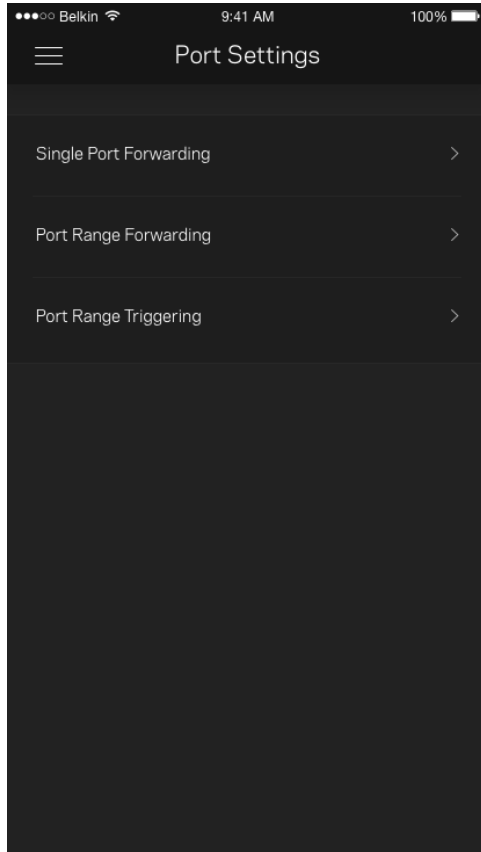 Belkin 9:41 AM 100%
Port Settings
Single Port Forwarding
Port Range Forwarding
Port Range Triggering